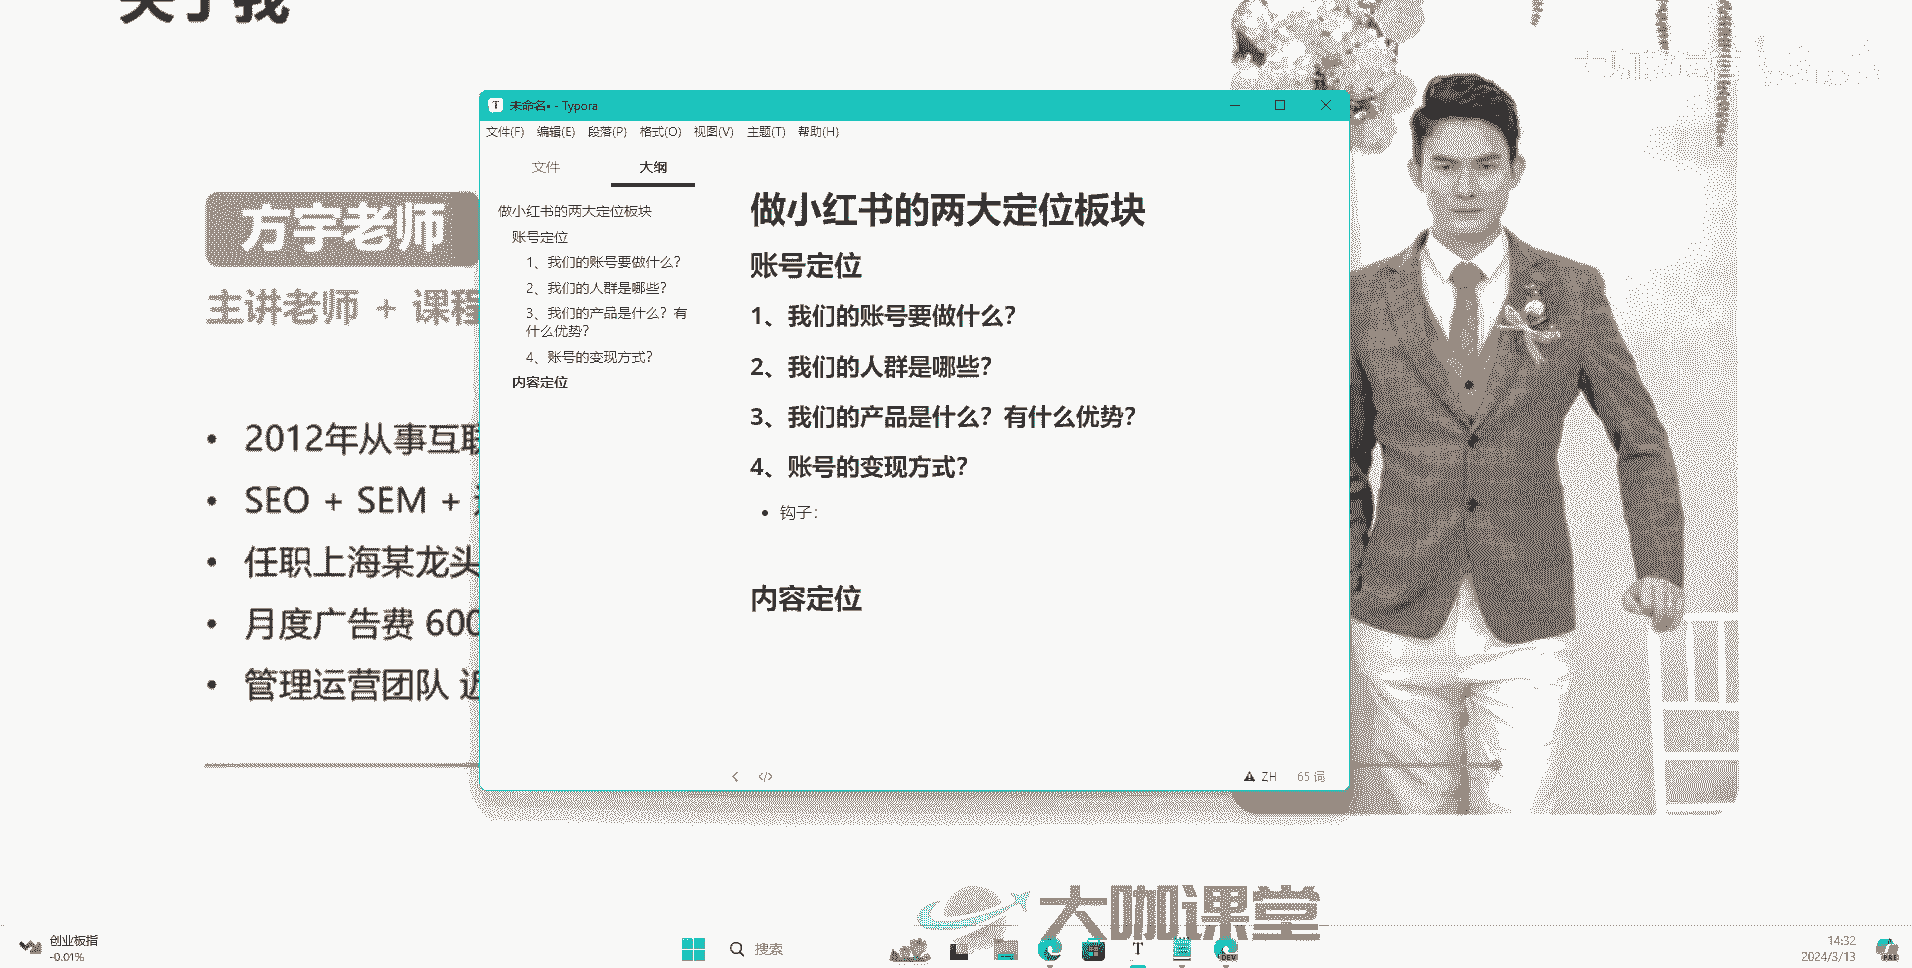 关于我
方宇老师
主讲老师 + 课程
• 2012年从事互联
• SEO + SEM +
• 任职上海某龙头
• 月度广告费 600
• 管理运营团队 近
未命名• - Typora
文件(F) 编辑(E) 段落(P) 格式(O) 视图(V) 主题(T) 帮助(H)
文件 大纲
做小红书的两大定位板块
账号定位
1、我们的账号要做什么？
2、我们的人群是哪些？
3、我们的产品是什么？有
什么优势？
4、账号的变现方式？
内容定位
做小红书的两大定位板块
账号定位
1、我们的账号要做什么？
2、我们的人群是哪些？
3、我们的产品是什么？有什么优势？
4、账号的变现方式？
• 钩子：
内容定位
ZH 65 词
大咖课堂
创业板指
-0.01%
搜索
DEV
14:32
2024/3/13